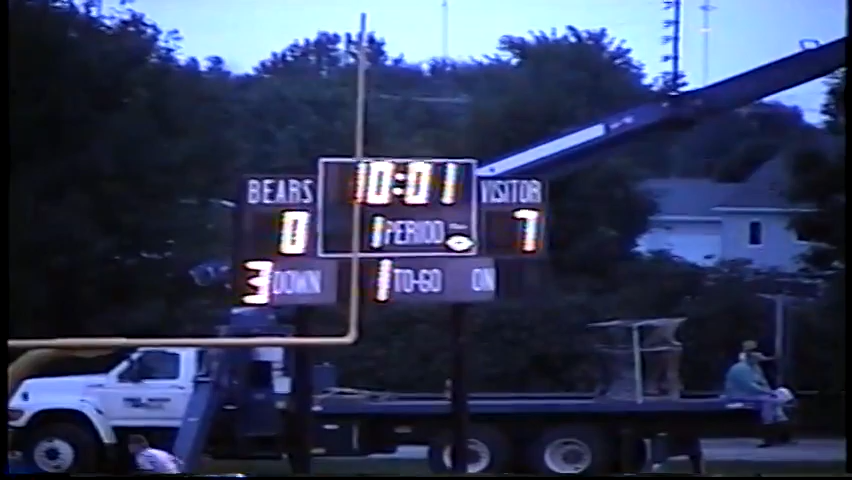 10:01
BEARS VISITOR
0 1 PERIOD 7
3 DOWN 1 TO-GO ON